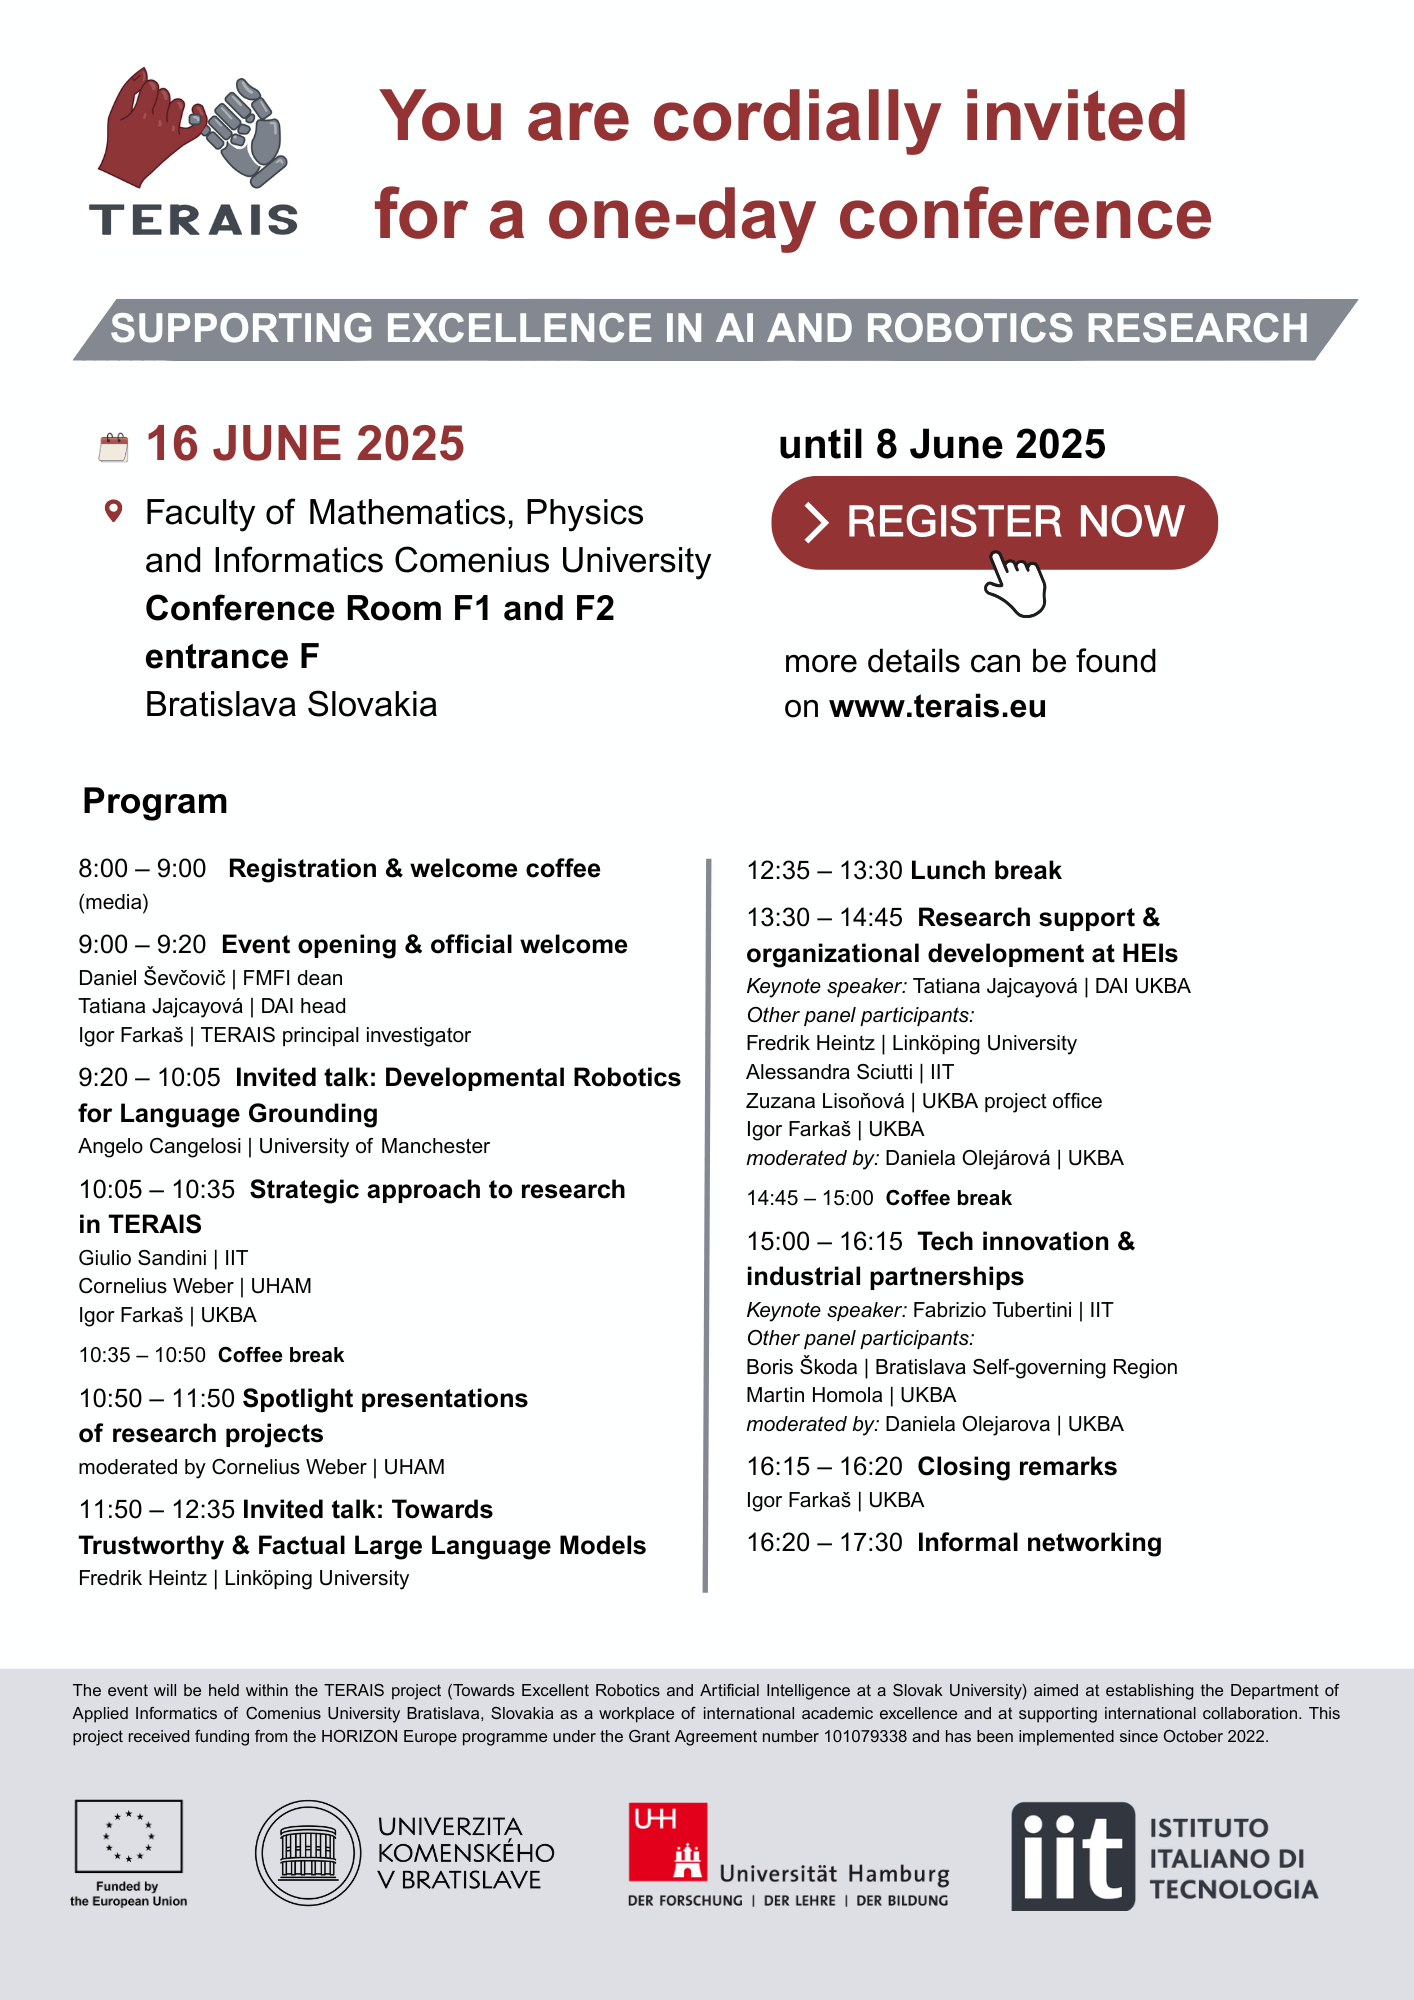 TERAIS
You are cordially invited
for a one-day conference
SUPPORTING EXCELLENCE IN AI AND ROBOTICS RESEARCH
16 JUNE 2025
Faculty of Mathematics, Physics
and Informatics Comenius University
Conference Room F1 and F2
entrance F
Bratislava Slovakia
until 8 June 2025
REGISTER NOW
more details can be found
on www.terais.eu
Program
8:00 – 9:00 Registration & welcome coffee
(media)
9:00 – 9:20 Event opening & official welcome
Daniel Ševčovič | FMFI dean
Tatiana Jajcayová | DAI head
Igor Farkaš | TERAIS principal investigator
9:20 – 10:05 Invited talk: Developmental Robotics
for Language Grounding
Angelo Cangelosi | University of Manchester
10:05 – 10:35 Strategic approach to research
in TERAIS
Giulio Sandini | IIT
Cornelius Weber | UHAM
Igor Farkaš | UKBA
10:35 – 10:50 Coffee break
10:50 – 11:50 Spotlight presentations
of research projects
moderated by Cornelius Weber | UHAM
11:50 – 12:35 Invited talk: Towards
Trustworthy & Factual Large Language Models
Fredrik Heintz | Linköping University
12:35 – 13:30 Lunch break
13:30 – 14:45 Research support &
organizational development at HEIs
Keynote speaker: Tatiana Jajcayová | DAI UKBA
Other panel participants:
Fredrik Heintz | Linköping University
Alessandra Sciutti | IIT
Zuzana Lisoňová | UKBA project office
Igor Farkaš | UKBA
moderated by: Daniela Olejárová | UKBA
14:45 – 15:00 Coffee break
15:00 – 16:15 Tech innovation &
industrial partnerships
Keynote speaker: Fabrizio Tubertini | IIT
Other panel participants:
Boris Škoda | Bratislava Self-governing Region
Martin Homola | UKBA
moderated by: Daniela Olejarova | UKBA
16:15 – 16:20 Closing remarks
Igor Farkaš | UKBA
16:20 – 17:30 Informal networking
The event will be held within the TERAIS project (Towards Excellent Robotics and Artificial Intelligence at a Slovak University) aimed at establishing the Department of
Applied Informatics of Comenius University Bratislava, Slovakia as a workplace of international academic excellence and at supporting international collaboration. This
project received funding from the HORIZON Europe programme under the Grant Agreement number 101079338 and has been implemented since October 2022.
Funded by
the European Union
UNIVERZITA
KOMENSKÉHO
V BRATISLAVE
UHH
Universität Hamburg
DER FORSCHUNG | DER LEHRE | DER BILDUNG
iit
ISTITUTO
ITALIANO DI
TECNOLOGIA